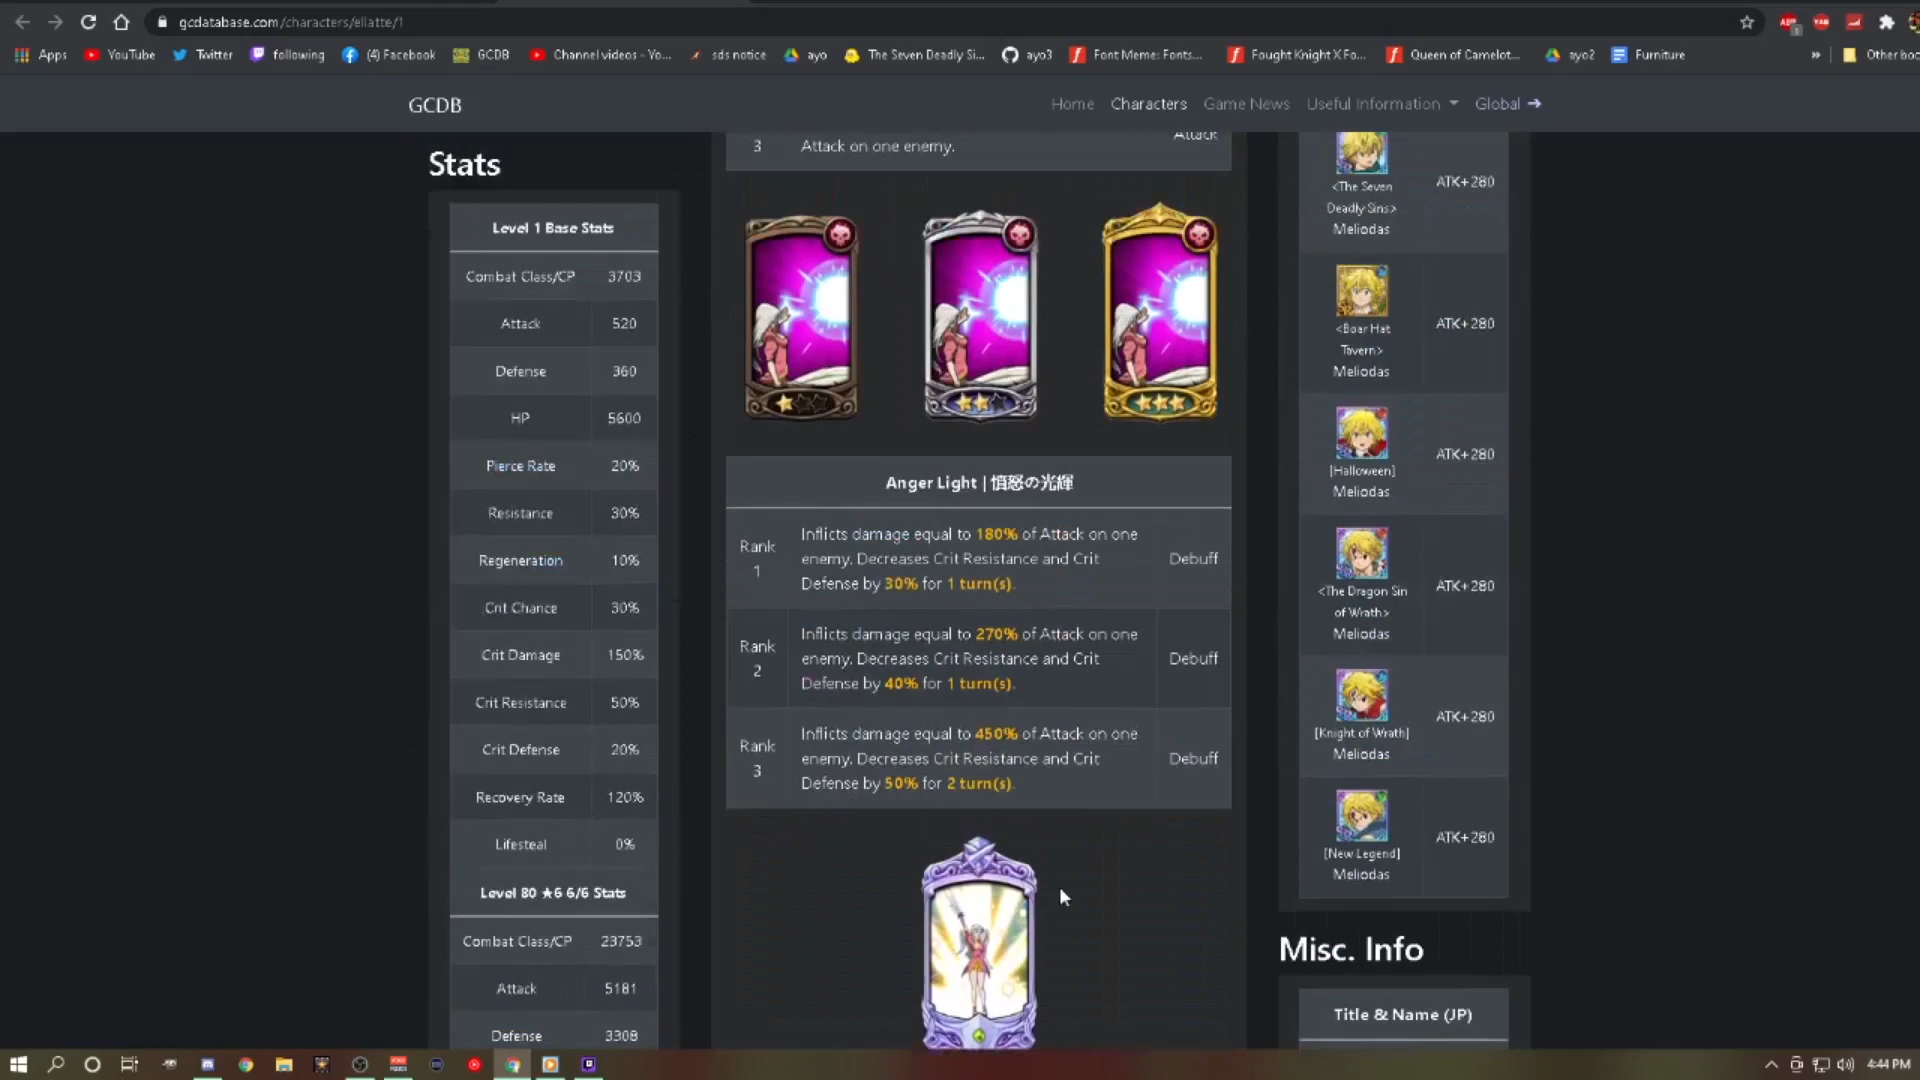 gcdatabase.com/characters/ellatte/1
Apps
YouTube
Twitter
following
(4) Facebook
GCDB
Channel videos - Yo...
sds notice
ayo
The Seven Deadly Si...
ayo3
Font Meme: Fonts...
Fought Knight X Fo...
Queen of Camelot...
ayo2
Furniture
»
Other boo
GCDB
Home
Characters
Game News
Useful Information
Global
Stats
Level 1 Base Stats
Combat Class/CP 3703
Attack 520
Defense 360
HP 5600
Pierce Rate 20%
Resistance 30%
Regeneration 10%
Crit Chance 30%
Crit Damage 150%
Crit Resistance 50%
Crit Defense 20%
Recovery Rate 120%
Lifesteal 0%
Level 80 ★6 6/6 Stats
Combat Class/CP 23753
Attack 5181
Defense 3308
3
Attack on one enemy.
Attack
Anger Light | 憤怒の光輝
Rank
1
Inflicts damage equal to 180% of Attack on one
enemy. Decreases Crit Resistance and Crit
Defense by 30% for 1 turn(s).
Debuff
Rank
2
Inflicts damage equal to 270% of Attack on one
enemy. Decreases Crit Resistance and Crit
Defense by 40% for 1 turn(s).
Debuff
Rank
3
Inflicts damage equal to 450% of Attack on one
enemy. Decreases Crit Resistance and Crit
Defense by 50% for 2 turn(s).
Debuff
<The Seven
Deadly Sins>
Meliodas
ATK+280
<Boar Hat
Tavern>
Meliodas
ATK+280
[Halloween]
Meliodas
ATK+280
<The Dragon Sin
of Wrath>
Meliodas
ATK+280
[Knight of Wrath]
Meliodas
ATK+280
[New Legend]
Meliodas
ATK+280
Misc. Info
Title & Name (JP)
4:44 PM